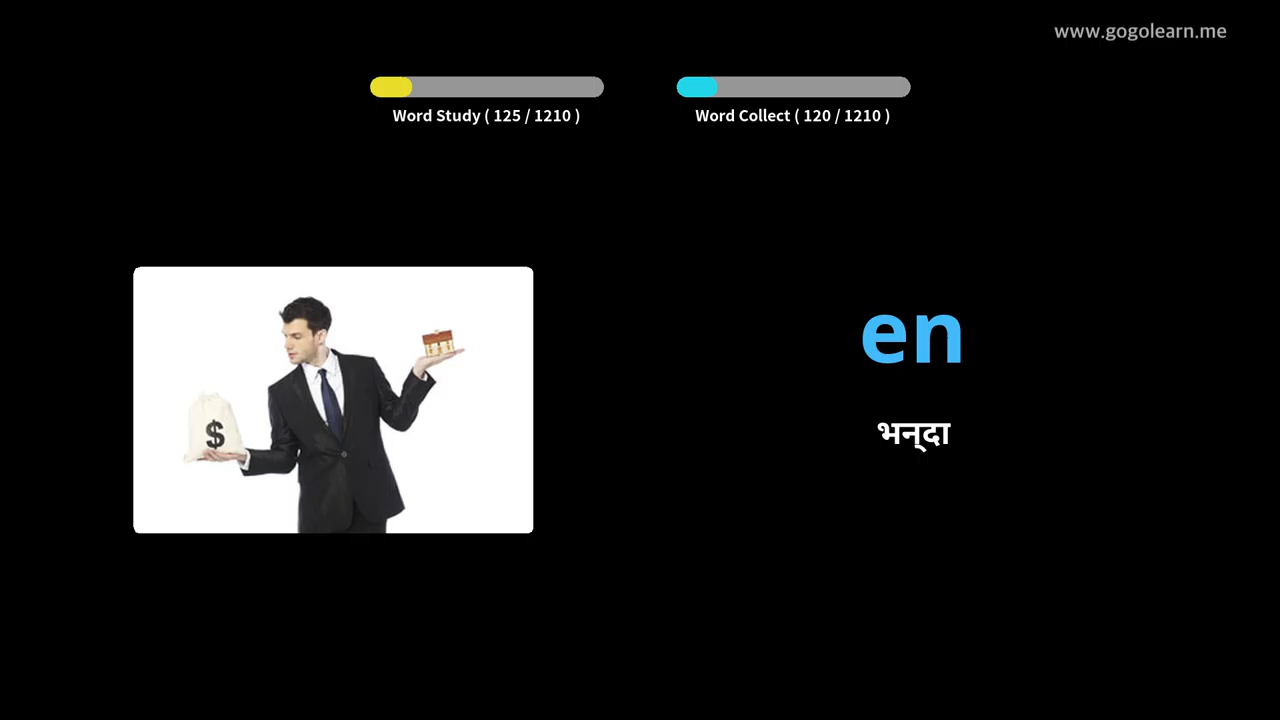 www.gogolearn.me
Word Study ( 125 / 1210 )
Word Collect ( 120 / 1210 )
$
en
भन्‌दा